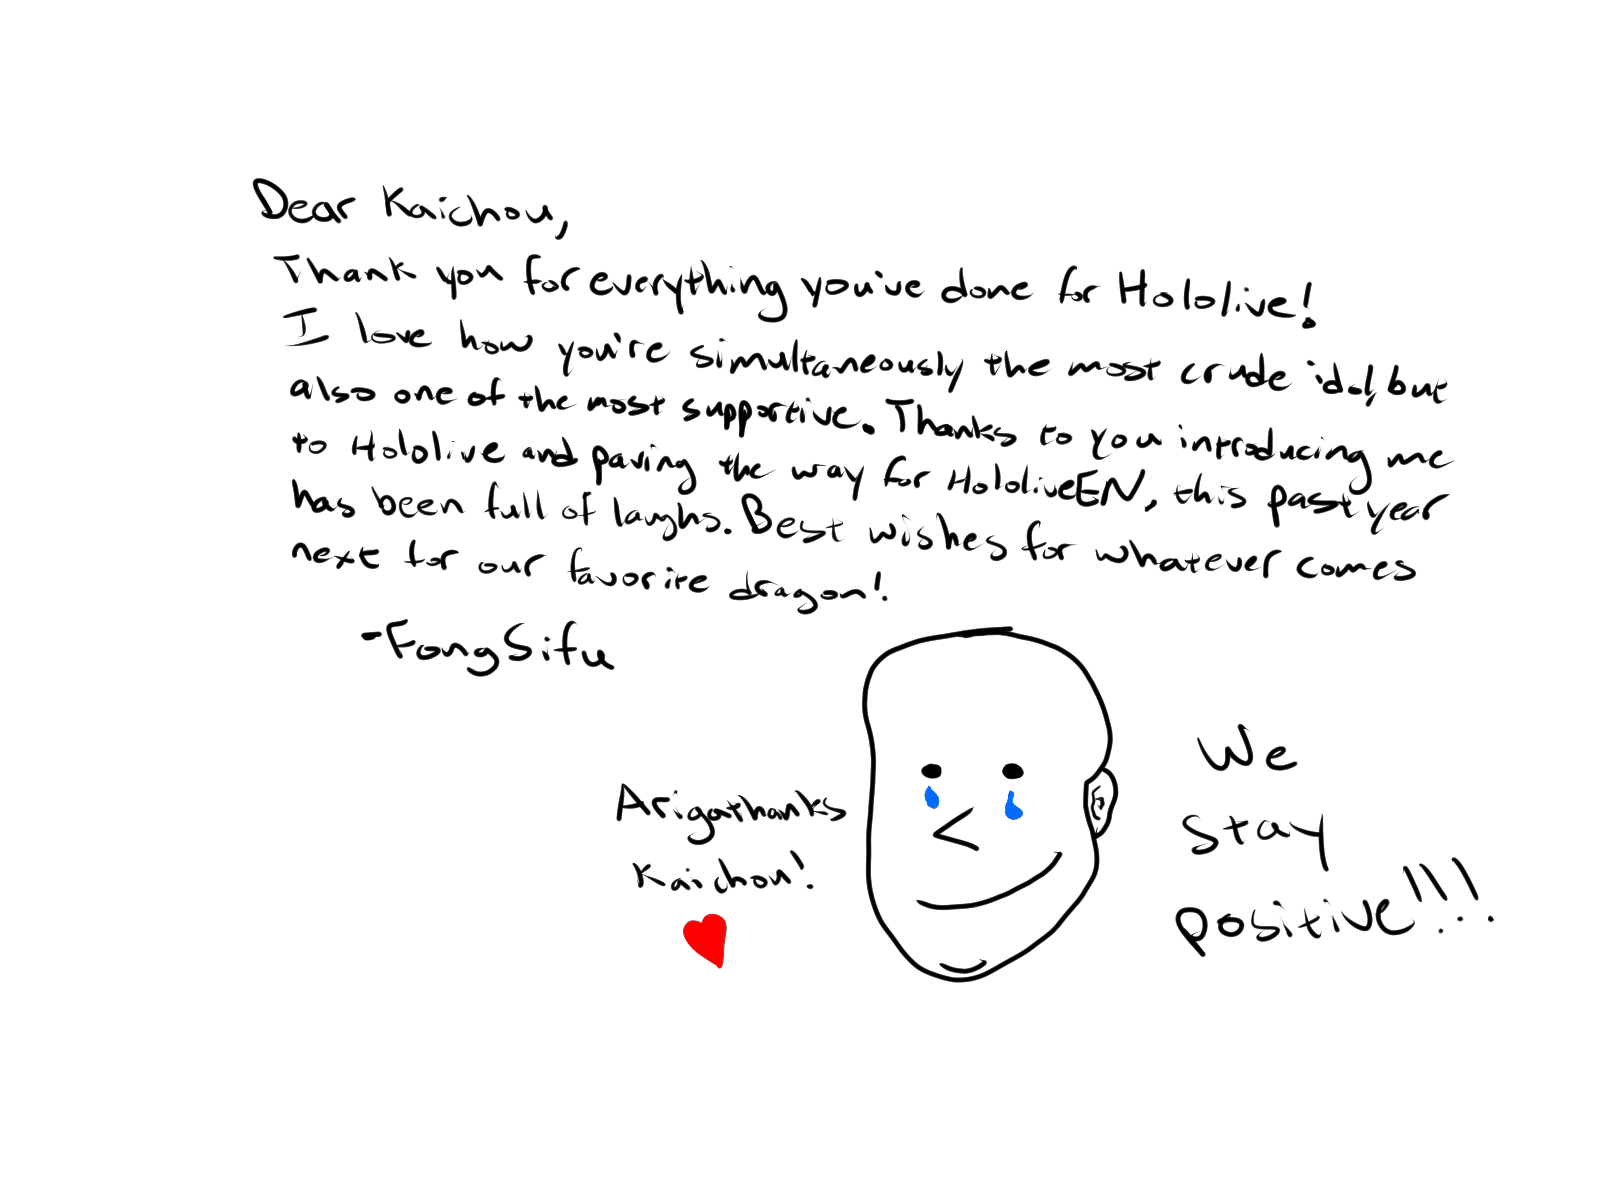 Dear Kaichou,
Thank you for everything you've done for Hololive!
I love how you're simultaneously the most crude idol, but
also one of the most supportive. Thanks to you introducing me
to Hololive and paving the way for HololiveEN, this past year
has been full of laughs. Best wishes for whatever comes
next for our favorite dragon!
-FongSifu
Arigathanks
Kaichou!
We
stay
positive!!!